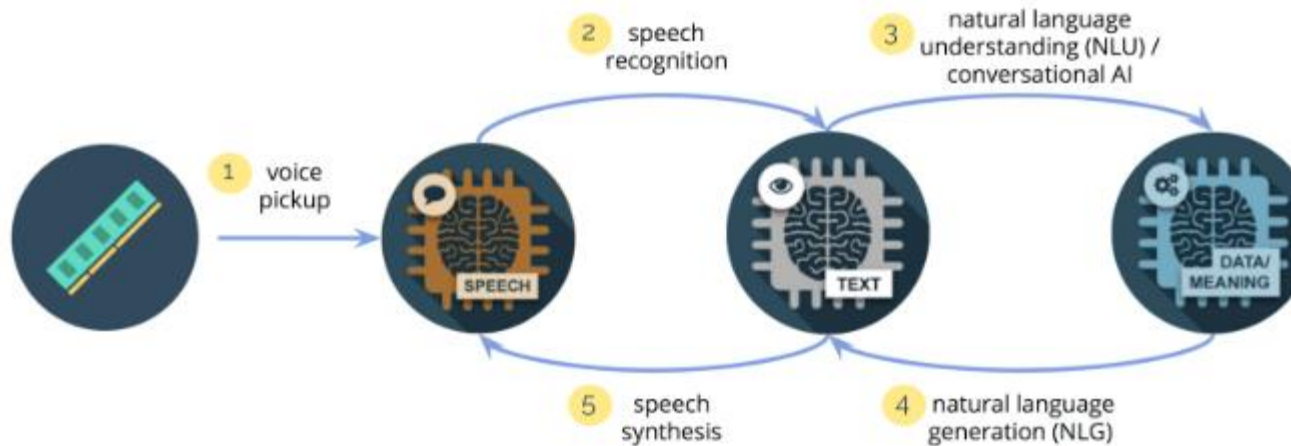 1 voice
pickup
2 speech
recognition
3 natural language
understanding (NLU) /
conversational AI
SPEECH
TEXT
DATA/
MEANING
5 speech
synthesis
4 natural language
generation (NLG)